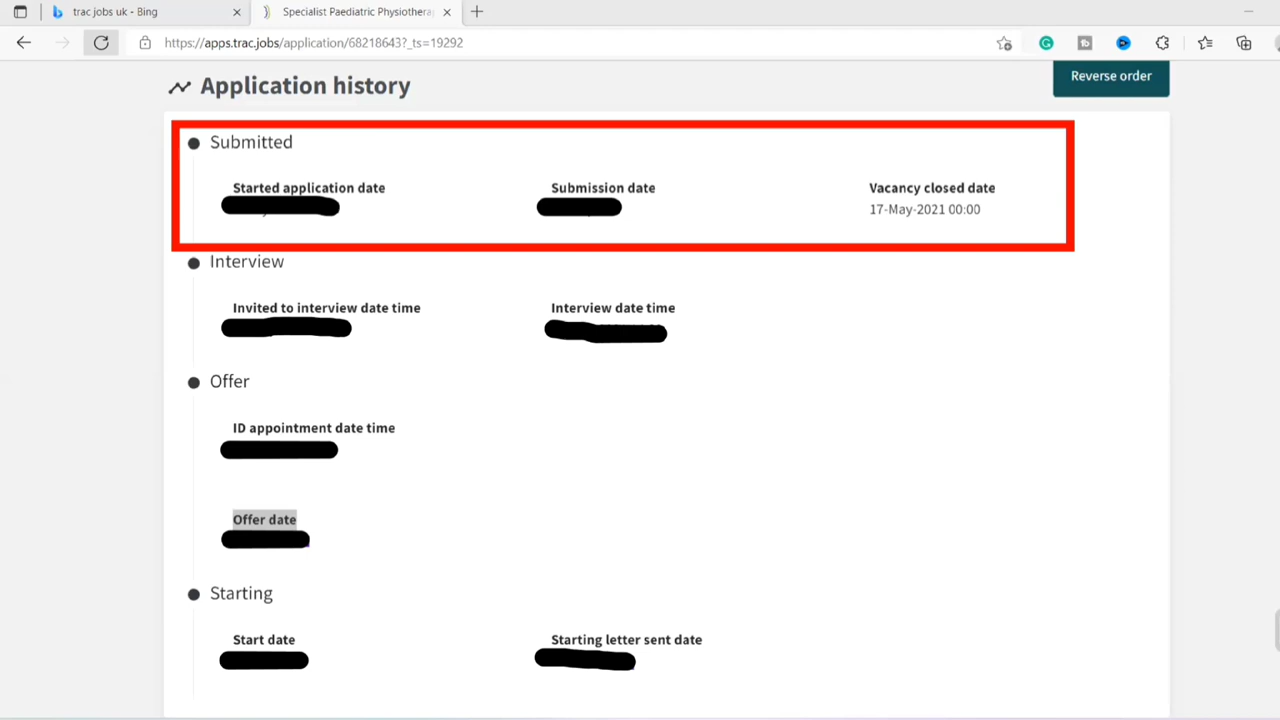 trac jobs uk - Bing
Specialist Paediatric Physiothera
https://apps.trac.jobs/application/68218643?_ts=19292
Application history
Reverse order
Submitted
Started application date
Submission date
Vacancy closed date
17-May-2021 00:00
Interview
Invited to interview date time
Interview date time
Offer
ID appointment date time
Offer date
Starting
Start date
Starting letter sent date